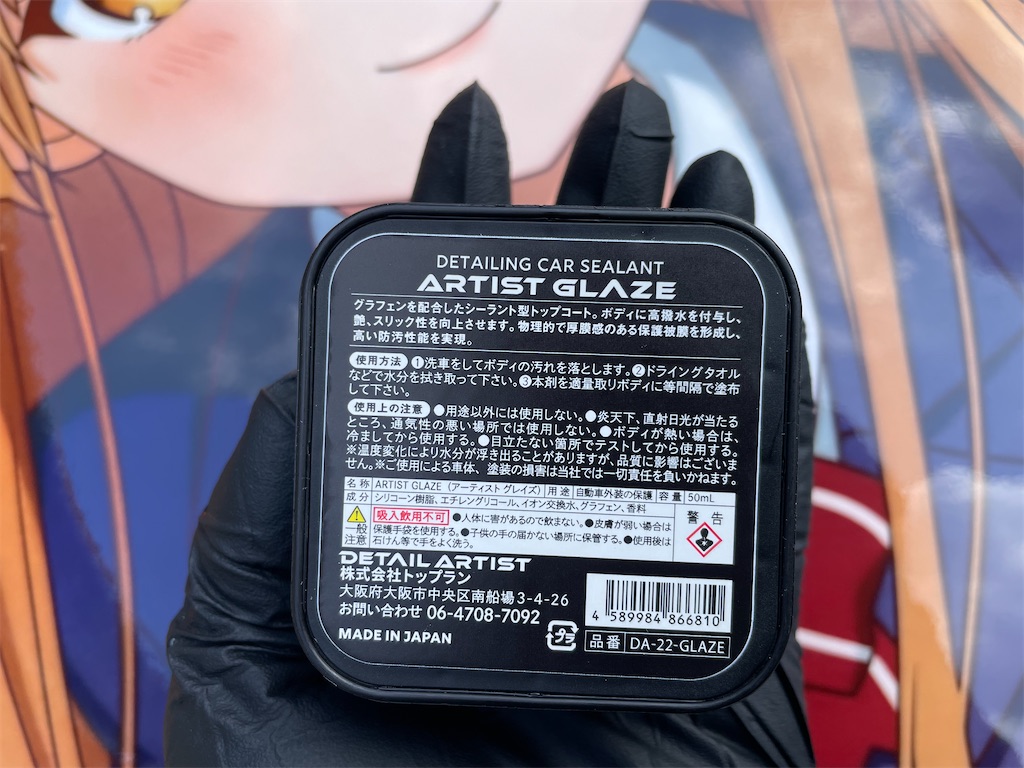 DETAILING CAR SEALANT
ARTIST GLAZE
グラフェンを配合したシーラント型トップコート。ボディに高撥水を付与し、
艶、スリック性を向上させます。物理的で厚膜感のある保護被膜を形成し、
高い防汚性能を実現。
使用方法 ❶洗車をしてボディの汚れを落とします。❷ドライングタオル
などで水分を拭き取って下さい。❸本剤を適量取りボディに等間隔で塗布
して下さい。
使用上の注意 ●用途以外には使用しない。●炎天下、直射日光が当たる
ところ、通気性の悪い場所では使用しない。●ボディが熱い場合は、
冷ましてから使用する。●目立たない箇所でテストしてから使用する。
※温度変化により水分が浮き出ることがありますが、品質に影響はございま
せん。※ご使用による車体、塗装の損害は当社では一切責任を負いかねます。
名称 ARTIST GLAZE (アーティスト グレイズ) 用途 自動車外装の保護 容量 50mL
成分 シリコーン樹脂、エチレングリコール、イオン交換水、グラフェン、香料
吸入飲用不可 ●人体に害があるので飲まない。●皮膚が弱い場合は
一般 保護手袋を使用する。●子供の手の届かない場所に保管する。●使用後は
注意 石けん等で手をよく洗う。
警告
DETAIL ARTIST
株式会社トップラン
大阪府大阪市中央区南船場3-4-26
お問い合わせ 06-4708-7092
MADE IN JAPAN
プラ
4 589984 866810
品番 DA-22-GLAZE